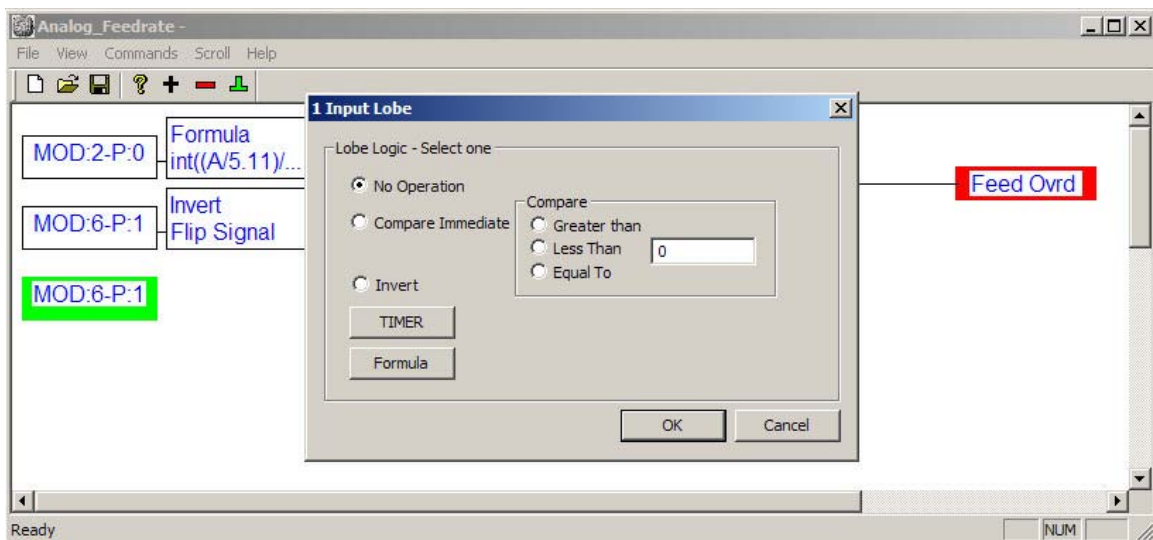 Analog_Feedrate -
File View Commands Scroll Help
MOD:2-P:0
Formula
int((A/5.11)/...
MOD:6-P:1
Invert
Flip Signal
MOD:6-P:1
1 Input Lobe
Lobe Logic - Select one
No Operation
Compare Immediate
Compare
Greater than
Less Than
0
Equal To
Invert
TIMER
Formula
OK Cancel
Feed Ovrd
Ready NUM